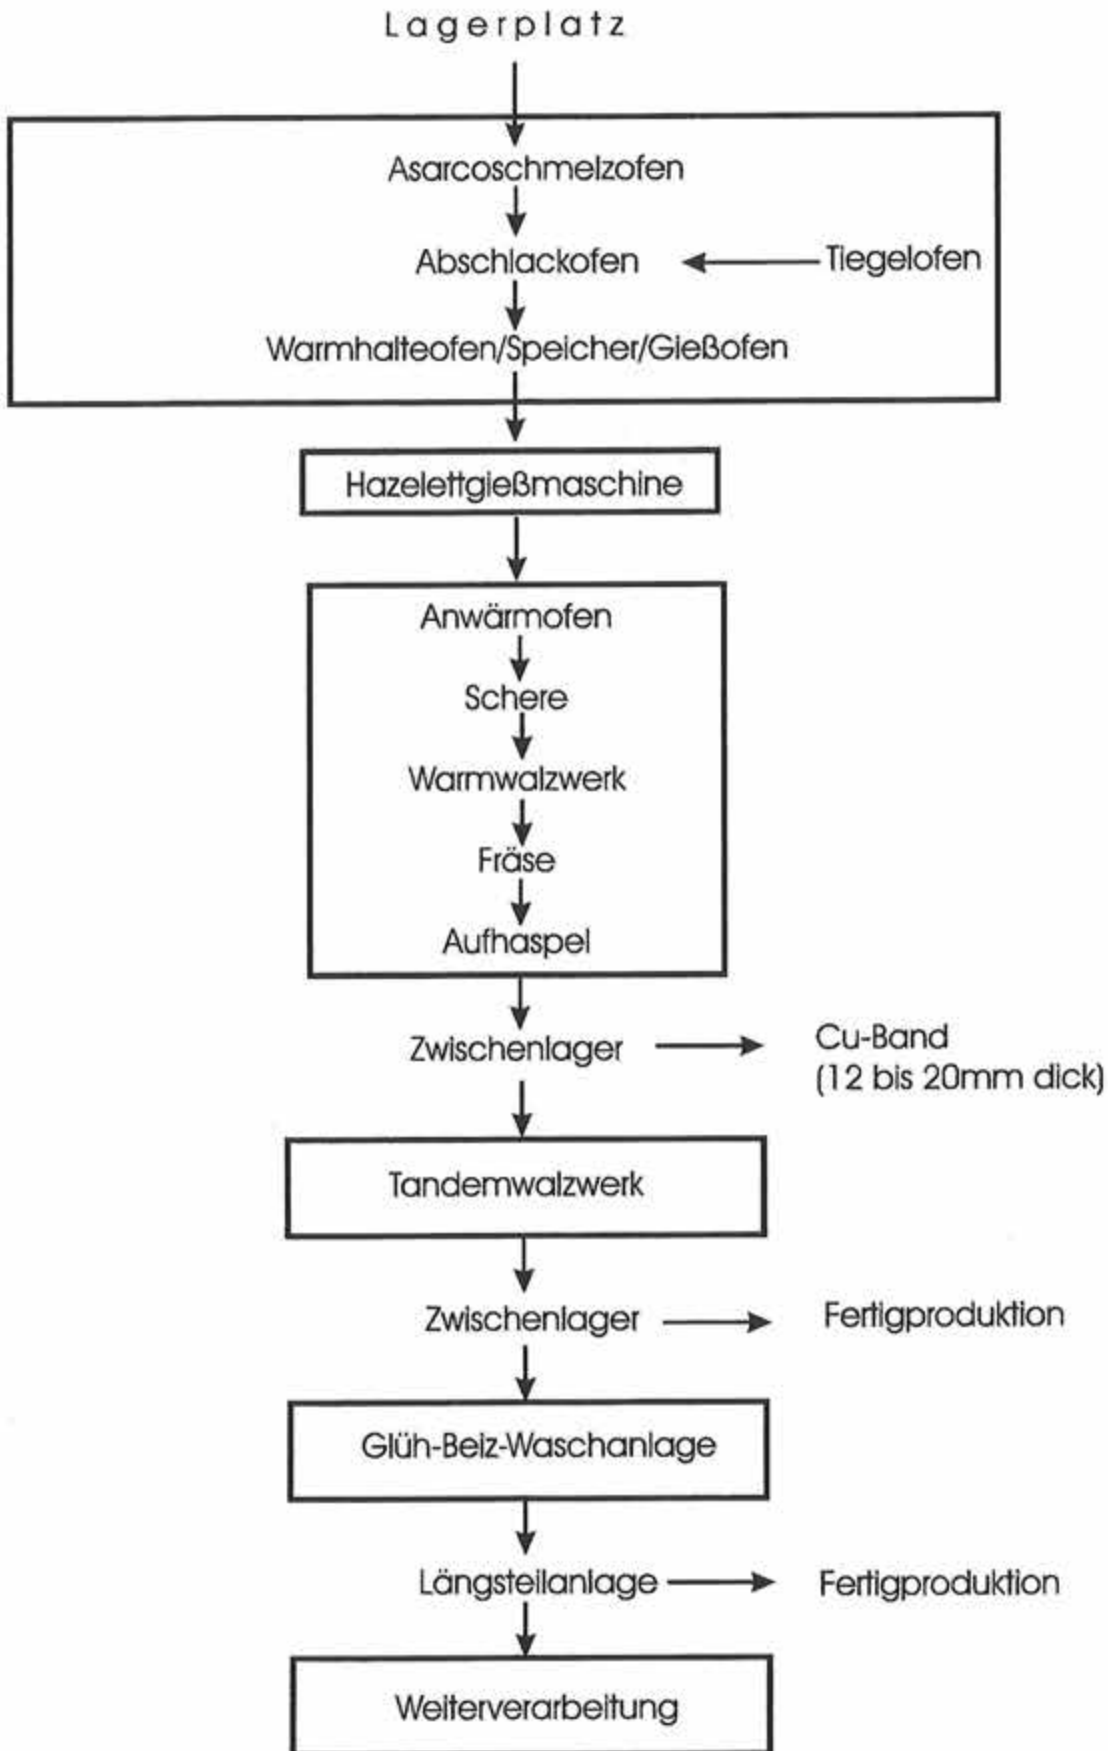 Lagerplatz
Asarcoschmelzofen
Abschlackofen
Tiegelofen
Warmhalteofen/Speicher/Gießofen
Hazelettgießmaschine
Anwärmofen
Schere
Warmwalzwerk
Fräse
Aufhaspel
Zwischenlager
Cu-Band
(12 bis 20mm dick)
Tandemwalzwerk
Zwischenlager
Fertigproduktion
Glüh-Beiz-Waschanlage
Längsteilanlage
Fertigproduktion
Weiterverarbeitung